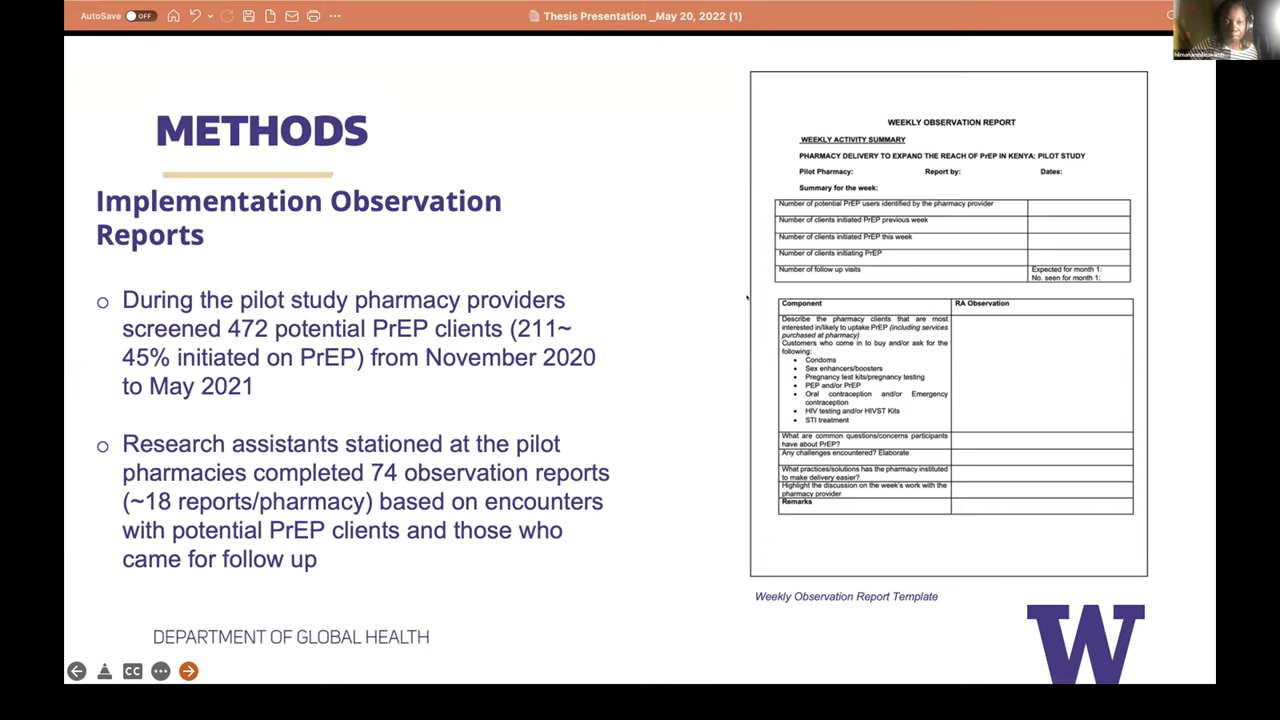 AutoSave OFF
Thesis Presentation _May 20, 2022 (1)
METHODS
Implementation Observation
Reports
During the pilot study pharmacy providers
screened 472 potential PrEP clients (211~
45% initiated on PrEP) from November 2020
to May 2021
Research assistants stationed at the pilot
pharmacies completed 74 observation reports
(~18 reports/pharmacy) based on encounters
with potential PrEP clients and those who
came for follow up
DEPARTMENT OF GLOBAL HEALTH
CC
WEEKLY OBSERVATION REPORT
WEEKLY ACTIVITY SUMMARY
PHARMACY DELIVERY TO EXPAND THE REACH OF PrEP IN KENYA: PILOT STUDY
Pilot Pharmacy: Report by: Dates:
Summary for the week:
Number of potential PrEP users identified by the pharmacy provider
Number of clients initiated PrEP previous week
Number of clients initiated PrEP this week
Number of clients initiating PrEP
Number of follow up visits Expected for month 1:
No. seen for month 1:
Component RA Observation
Describe the pharmacy clients that are most
interested in/likely to uptake PrEP (including services
purchased at pharmacy)
Customers who come in to buy and/or ask for the
following:
Condoms
Sex enhancers/boosters
Pregnancy test kits/pregnancy testing
PEP and/or PrEP
Oral contraception and/or Emergency
contraception
HIV testing and/or HIVST Kits
STI treatment
What are common questions/concerns participants
have about PrEP?
Any challenges encountered? Elaborate
What practices/solutions has the pharmacy instituted
to make delivery easier?
Highlight the discussion on the week's work with the
pharmacy provider
Remarks
Weekly Observation Report Template
W